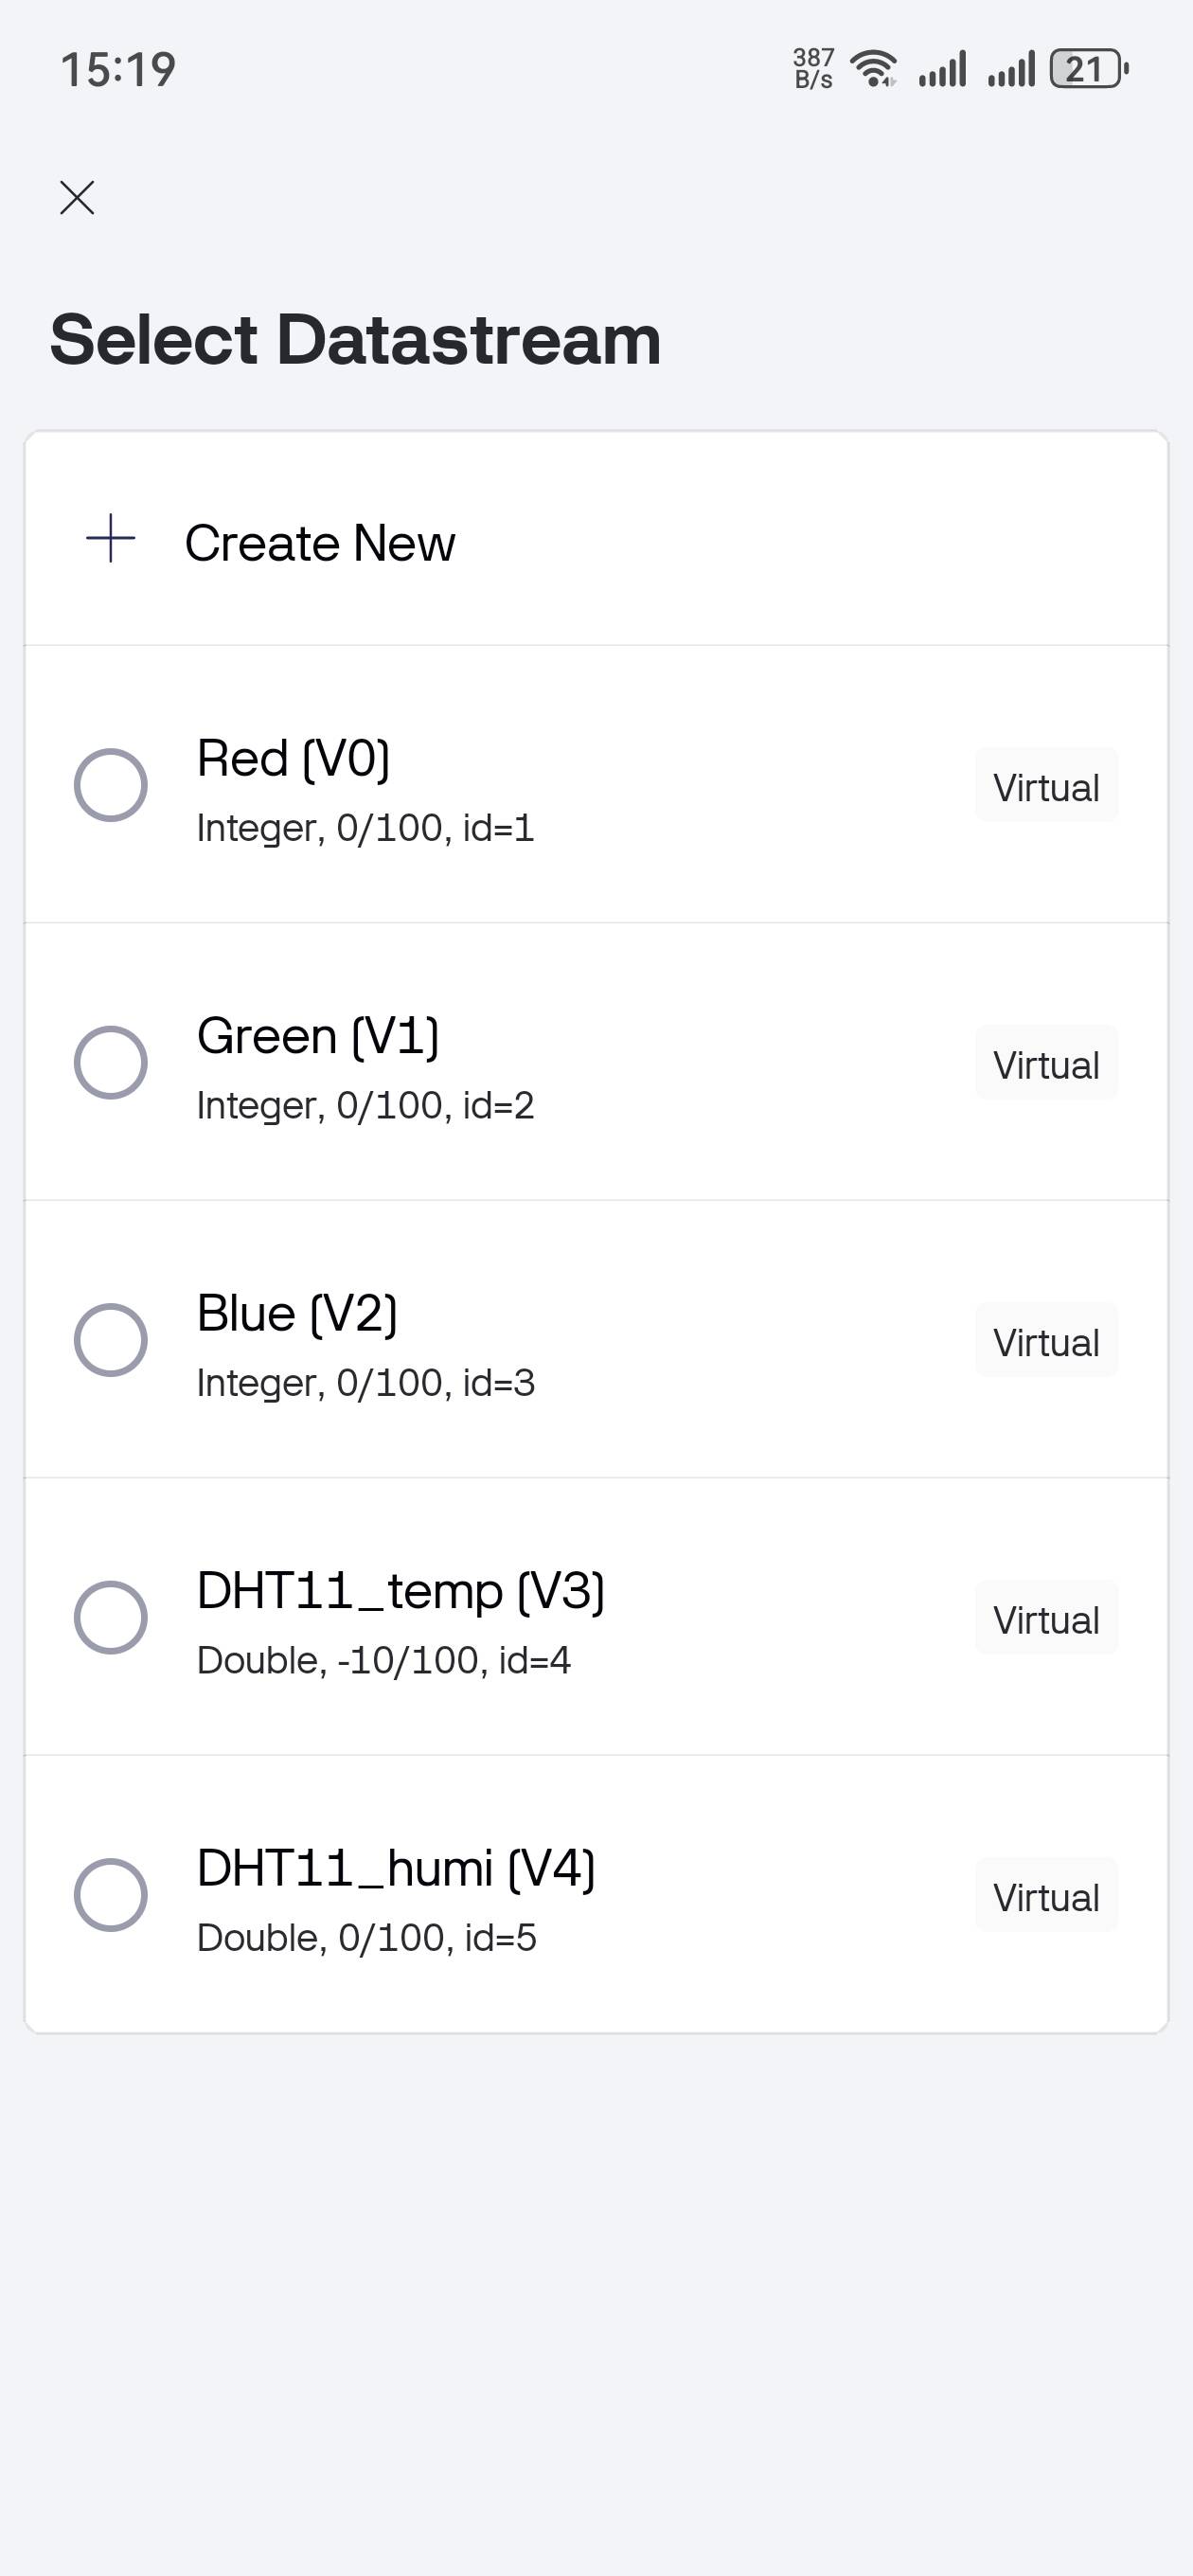 15:19
387
B/s
21
Select Datastream
Create New
Red (V0)
Integer, 0/100, id=1
Virtual
Green (V1)
Integer, 0/100, id=2
Virtual
Blue (V2)
Integer, 0/100, id=3
Virtual
DHT11_temp (V3)
Double, -10/100, id=4
Virtual
DHT11_humi (V4)
Double, 0/100, id=5
Virtual